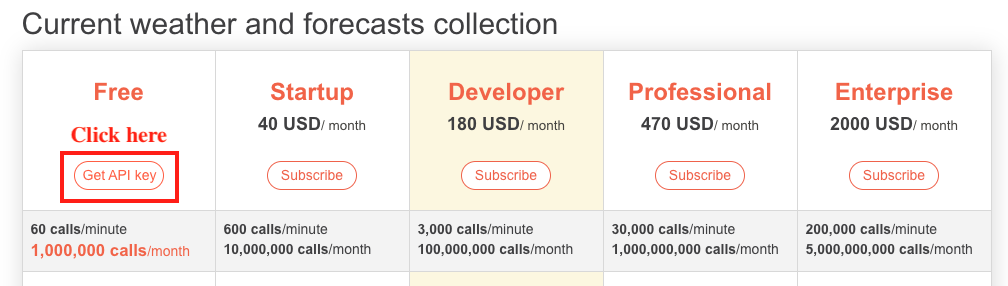 Current weather and forecasts collection
Free
Click here
Get API key
60 calls/minute
1,000,000 calls/month
Startup
40 USD/ month
Subscribe
600 calls/minute
10,000,000 calls/month
Developer
180 USD/ month
Subscribe
3,000 calls/minute
100,000,000 calls/month
Professional
470 USD/ month
Subscribe
30,000 calls/minute
1,000,000,000 calls/month
Enterprise
2000 USD/ month
Subscribe
200,000 calls/minute
5,000,000,000 calls/month